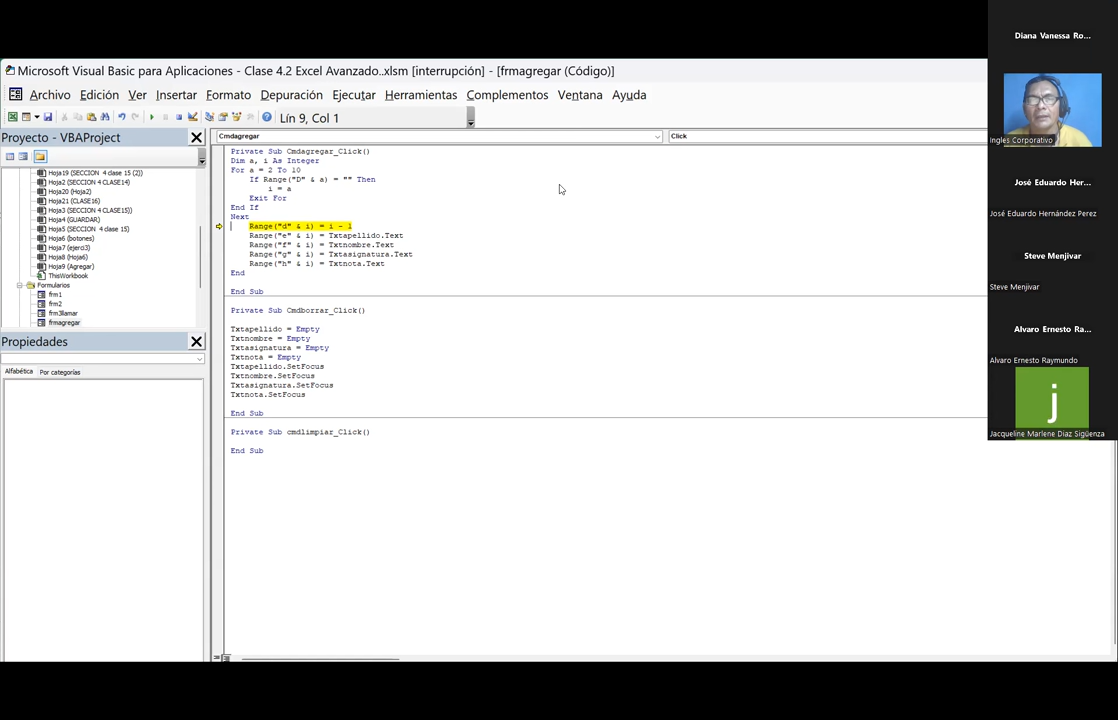 Microsoft Visual Basic para Aplicaciones - Clase 4.2 Excel Avanzado..xlsm [interrupción] - [frmagregar (Código)]
Archivo Edición Ver Insertar Formato Depuración Ejecutar Herramientas Complementos Ventana Ayuda
Lín 9, Col 1
Proyecto - VBAProject
Hoja19 (SECCION 4 clase 15 (2))
Hoja2 (SECCION 4 CLASE14)
Hoja20 (Hoja2)
Hoja21 (CLASE16)
Hoja3 (SECCION 4 CLASE15))
Hoja4 (GUARDAR)
Hoja5 (SECCION 4 clase 15)
Hoja6 (botones)
Hoja7 (ejerci3)
Hoja8 (Hoja6)
Hoja9 (Agregar)
ThisWorkbook
Formularios
frm1
frm2
frm3llamar
frmagregar
Propiedades
Alfabética Por categorías
Cmdagregar Click
Private Sub Cmdagregar_Click()
Dim a, i As Integer
For a = 2 To 10
If Range("D" & a) = "" Then
i = a
Exit For
End If
Next
Range("d" & i) = i - 1
Range("e" & i) = Txtapellido.Text
Range("f" & i) = Txtnombre.Text
Range("g" & i) = Txtasignatura.Text
Range("h" & i) = Txtnota.Text
End
End Sub
Private Sub Cmdborrar_Click()
Txtapellido = Empty
Txtnombre = Empty
Txtasignatura = Empty
Txtnota = Empty
Txtapellido.SetFocus
Txtnombre.SetFocus
Txtasignatura.SetFocus
Txtnota.SetFocus
End Sub
Private Sub cmdlimpiar_Click()
End Sub
Diana Vanessa Ro...
Ingles Corporativo
José Eduardo Her...
José Eduardo Hernández Perez
Steve Menjivar
Steve Menjivar
Alvaro Ernesto Ra...
Alvaro Ernesto Raymundo
j
Jacqueline Marlene Diaz Sigüenza